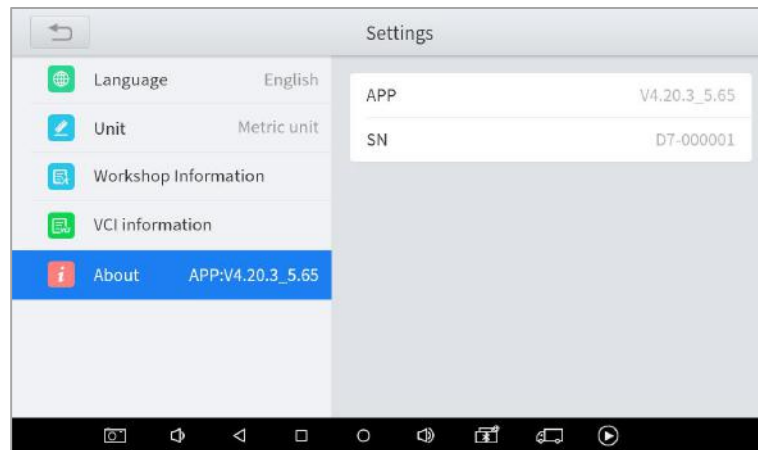 Settings
Language English
Unit Metric unit
Workshop Information
VCI information
About APP:V4.20.3_5.65
APP V4.20.3_5.65
SN D7-000001